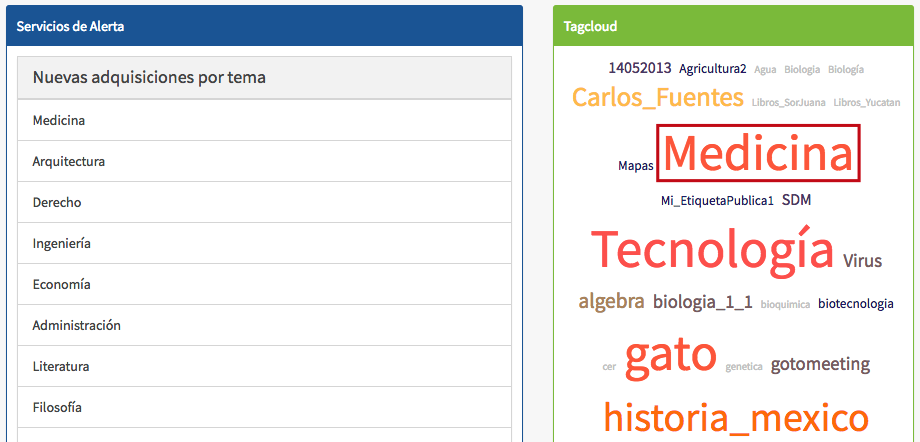 Servicios de Alerta
Nuevas adquisiciones por tema
Medicina
Arquitectura
Derecho
Ingeniería
Economía
Administración
Literatura
Filosofía
Tagcloud
14052013 Agricultura2 Agua Biologia Biología
Carlos_Fuentes Libros_SorJuana Libros_Yucatan
Mapas Medicina
Mi_EtiquetaPublica1 SDM
Tecnología Virus
algebra biologia_1_1 bioquimica biotecnologia
cer gato genetica gotomeeting
historia_mexico